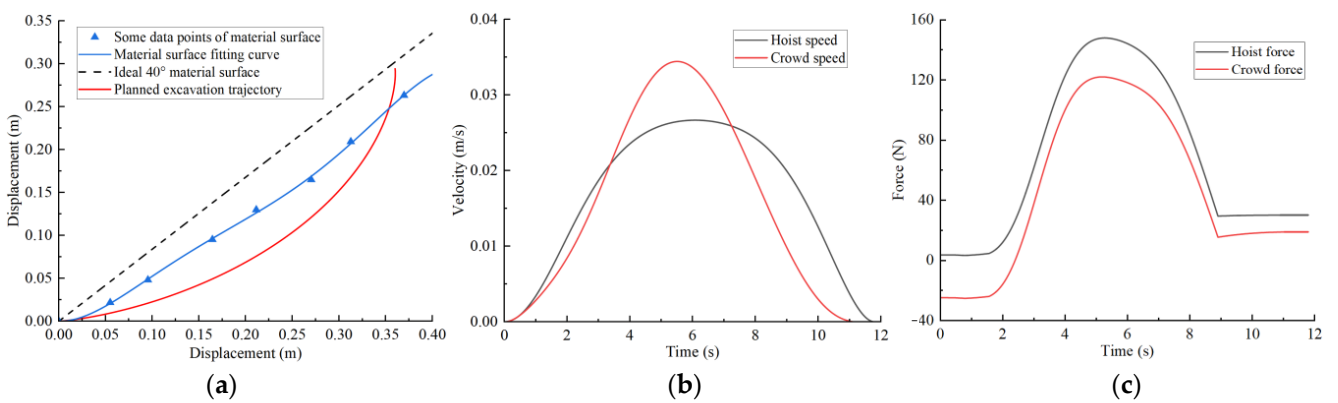 0.35
0.30
0.25
0.20
0.15
0.10
0.05
0.00
Displacement (m)
Some data points of material surface
Material surface fitting curve
Ideal 40° material surface
Planned excavation trajectory
0.00 0.05 0.10 0.15 0.20 0.25 0.30 0.35 0.40
Displacement (m)
(a)
0.04
0.03
0.02
0.01
0.00
Velocity (m/s)
Hoist speed
Crowd speed
0 2 4 6 8 10 12
Time (s)
(b)
160
120
80
40
0
−40
Force (N)
Hoist force
Crowd force
0 2 4 6 8 10 12
Time (s)
(c)